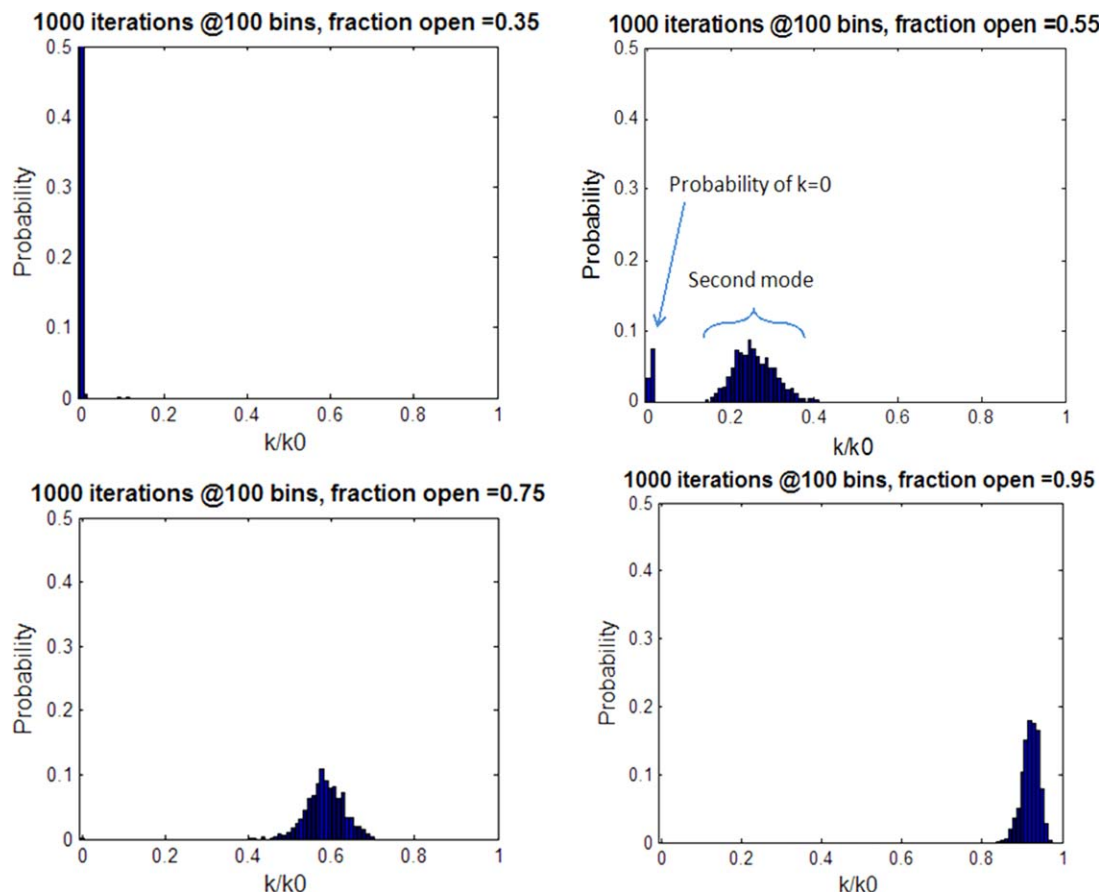 1000 iterations @100 bins, fraction open =0.35
0.5
0.4
0.3
0.2
0.1
0
Probability
0 0.2 0.4 0.6 0.8 1
k/k0
1000 iterations @100 bins, fraction open =0.55
0.5
0.4
0.3
0.2
0.1
0
Probability
Probability of k=0
Second mode
0 0.2 0.4 0.6 0.8 1
k/k0
1000 iterations @100 bins, fraction open =0.75
0.5
0.4
0.3
0.2
0.1
0
Probability
0 0.2 0.4 0.6 0.8 1
k/k0
1000 iterations @100 bins, fraction open =0.95
0.5
0.4
0.3
0.2
0.1
0
Probability
0 0.2 0.4 0.6 0.8 1
k/k0